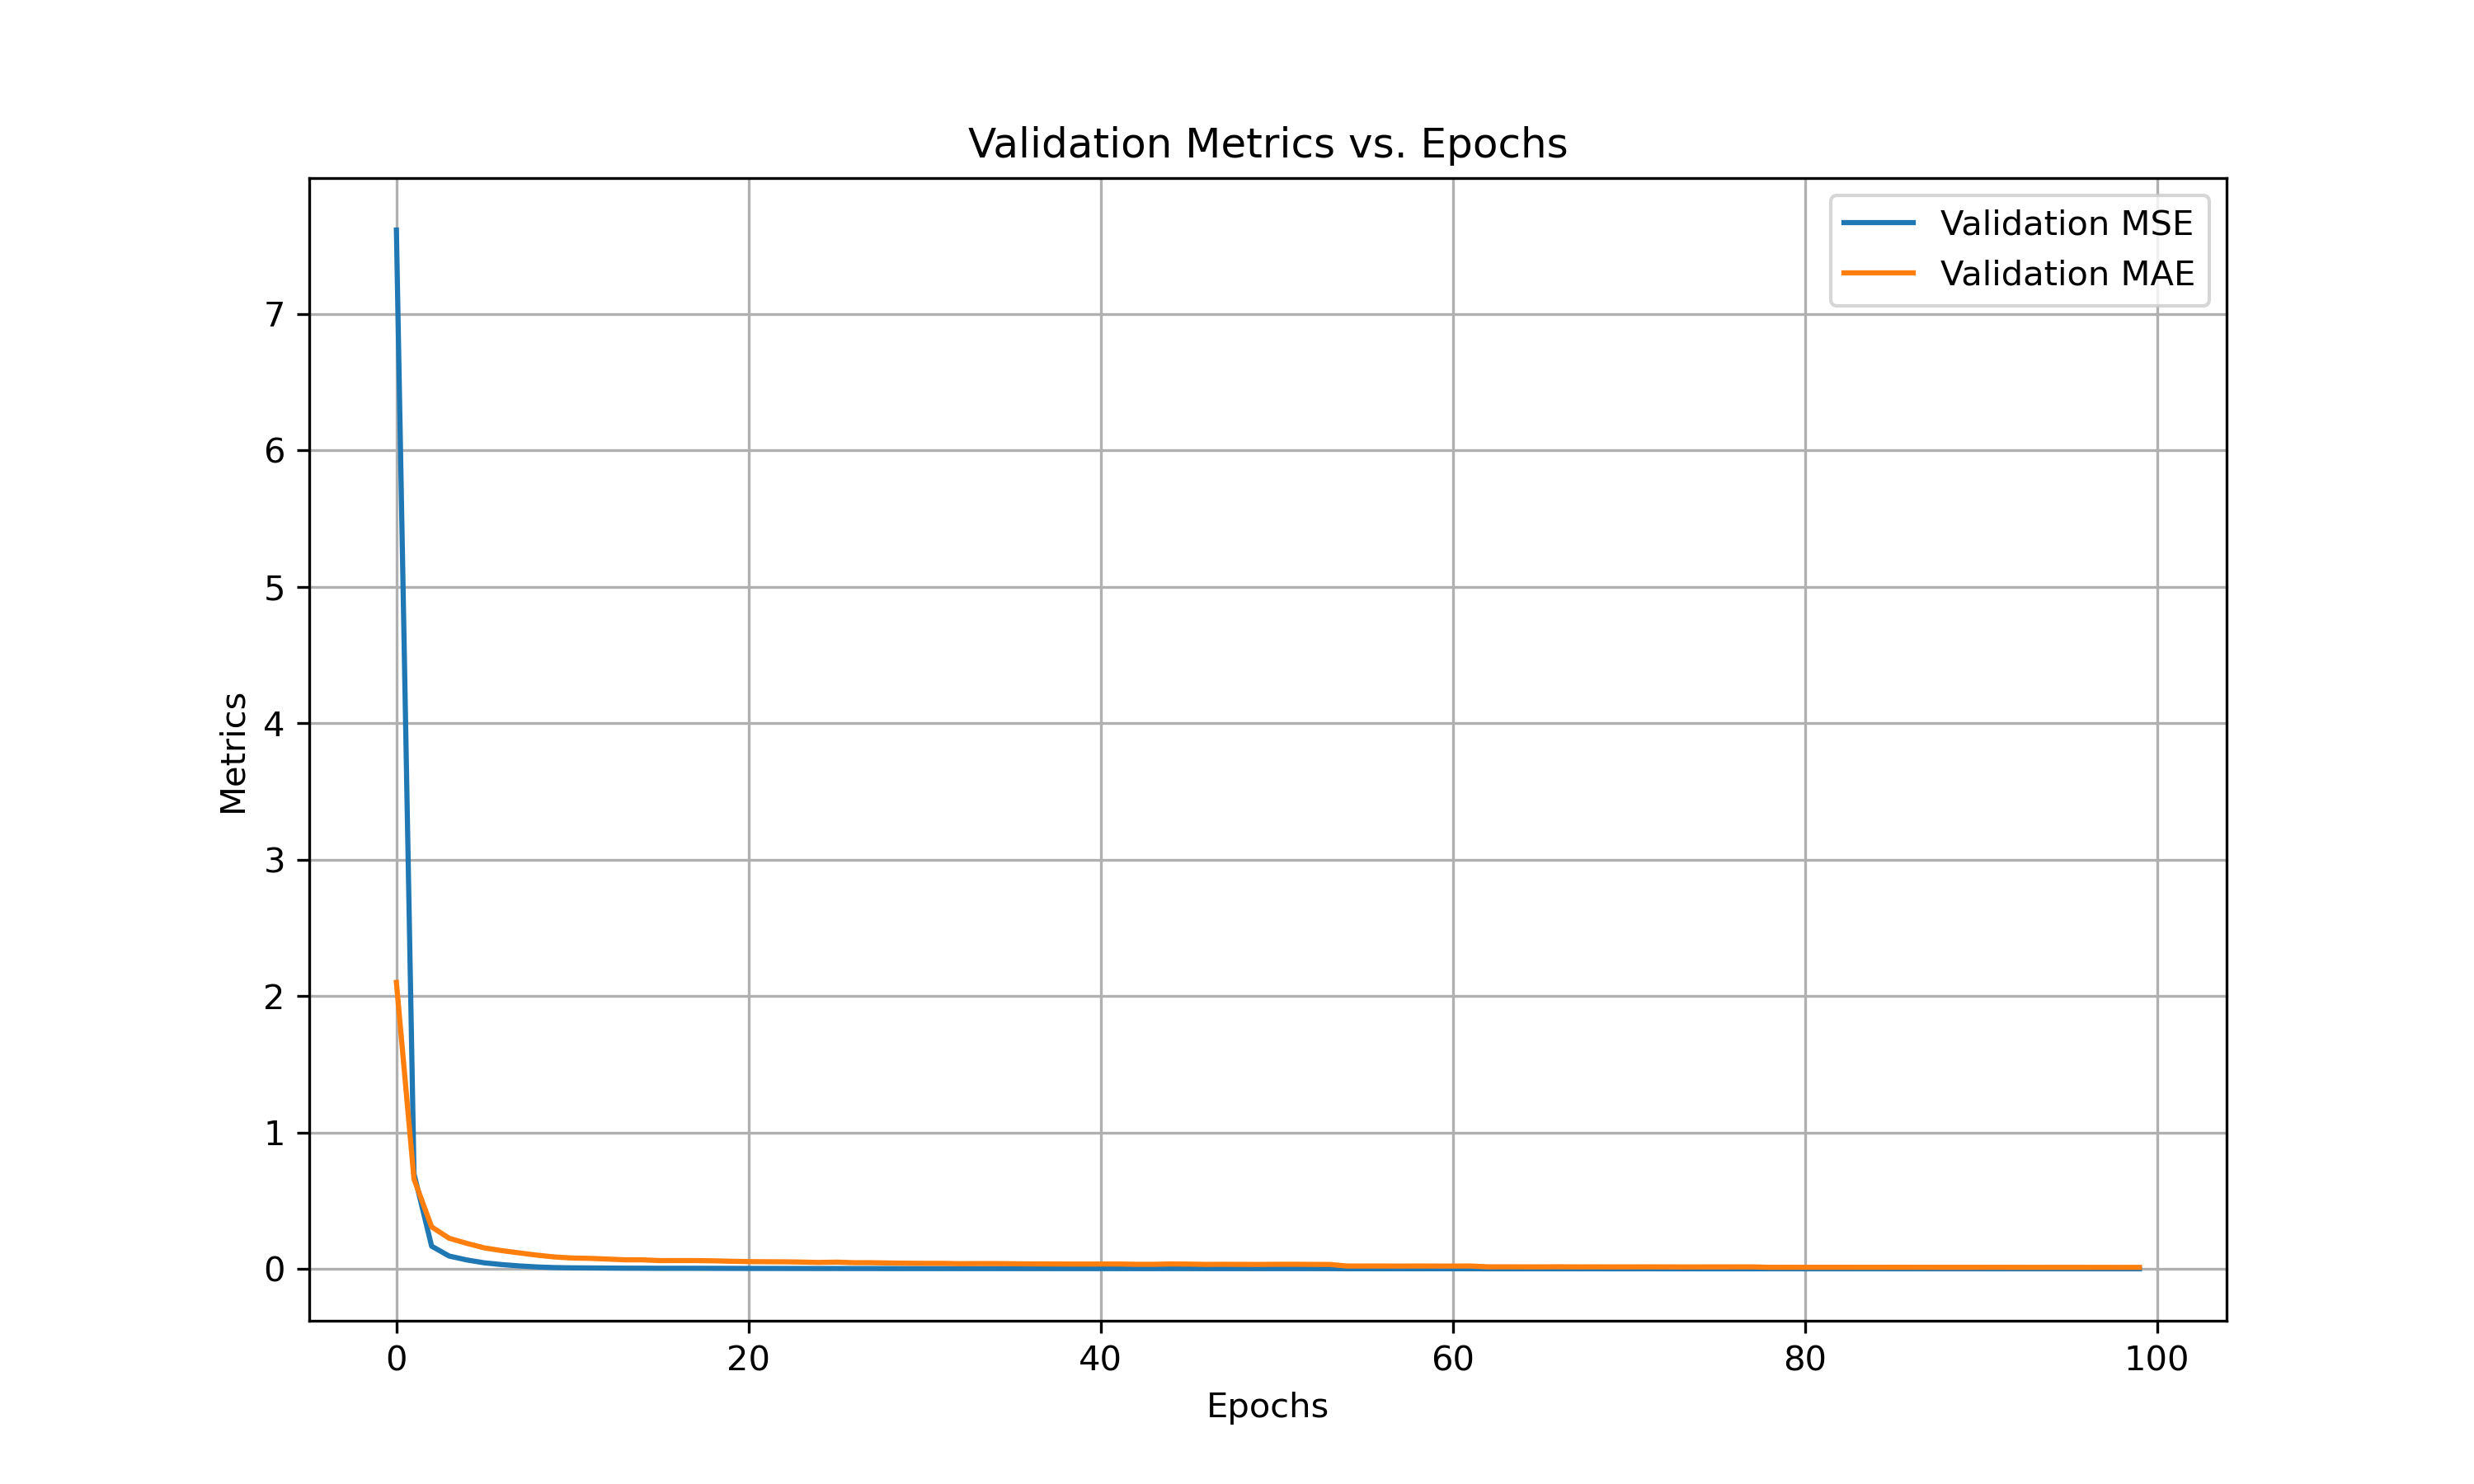 Validation Metrics vs. Epochs
Validation MSE
Validation MAE
7
6
5
4
3
2
1
0
Metrics
0 20 40 60 80 100
Epochs